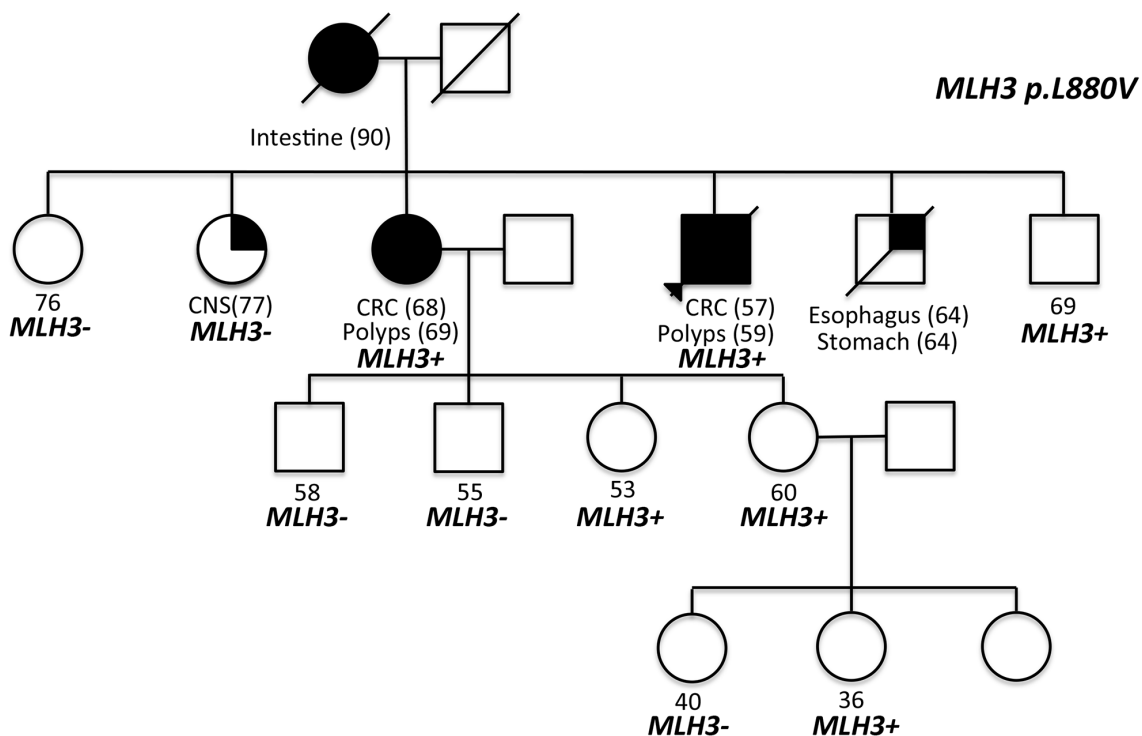 MLH3 p.L880V
Intestine (90)
76
MLH3-
CNS(77)
MLH3-
CRC (68)
Polyps (69)
MLH3+
CRC (57)
Polyps (59)
MLH3+
Esophagus (64)
Stomach (64)
69
MLH3+
58
MLH3-
55
MLH3-
53
MLH3+
60
MLH3+
40
MLH3-
36
MLH3+